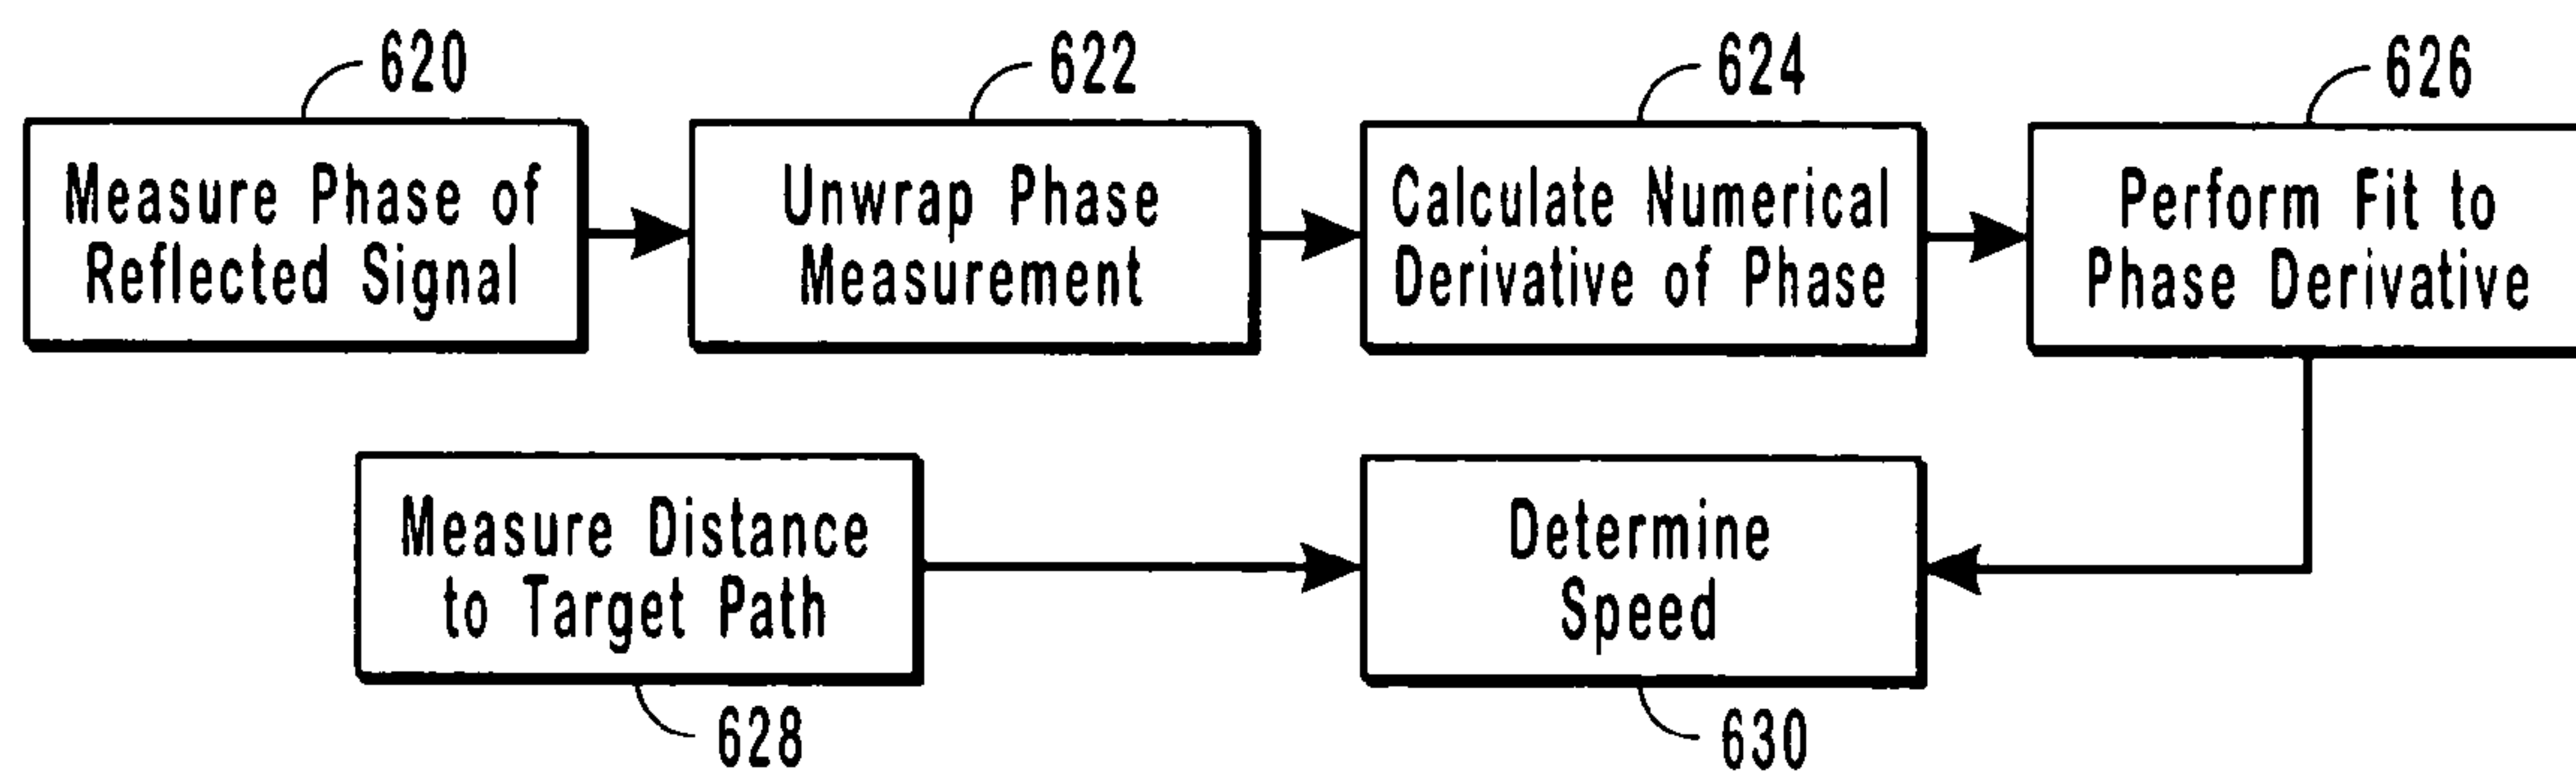 620
622
624
626
Measure Phase of
Reflected Signal
Unwrap Phase
Measurement
Calculate Numerical
Derivative of Phase
Perform Fit to
Phase Derivative
Measure Distance
to Target Path
Determine
Speed
628
630